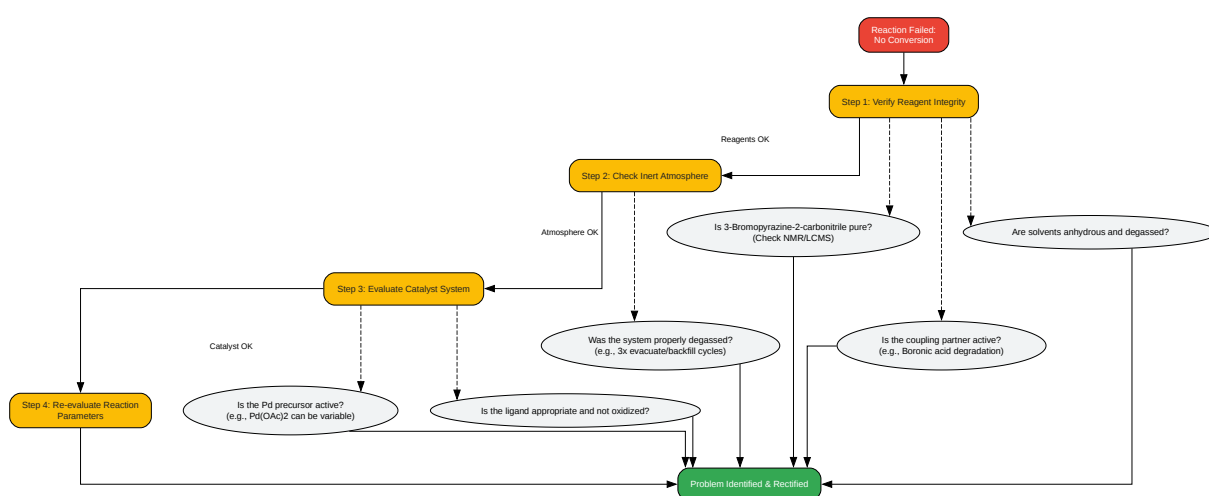 Reaction Failed:
No Conversion
Step 1: Verify Reagent Integrity
Reagents OK
Step 2: Check Inert Atmosphere
Is 3-Bromopyrazine-2-carbonitrile pure?
(Check NMR/LCMS)
Are solvents anhydrous and degassed?
Atmosphere OK
Step 3: Evaluate Catalyst System
Was the system properly degassed?
(e.g., 3x evacuate/backfill cycles)
Is the coupling partner active?
(e.g., Boronic acid degradation)
Catalyst OK
Step 4: Re-evaluate Reaction
Parameters
Is the Pd precursor active?
(e.g., Pd(OAc)2 can be variable)
Is the ligand appropriate and not oxidized?
Problem Identified & Rectified